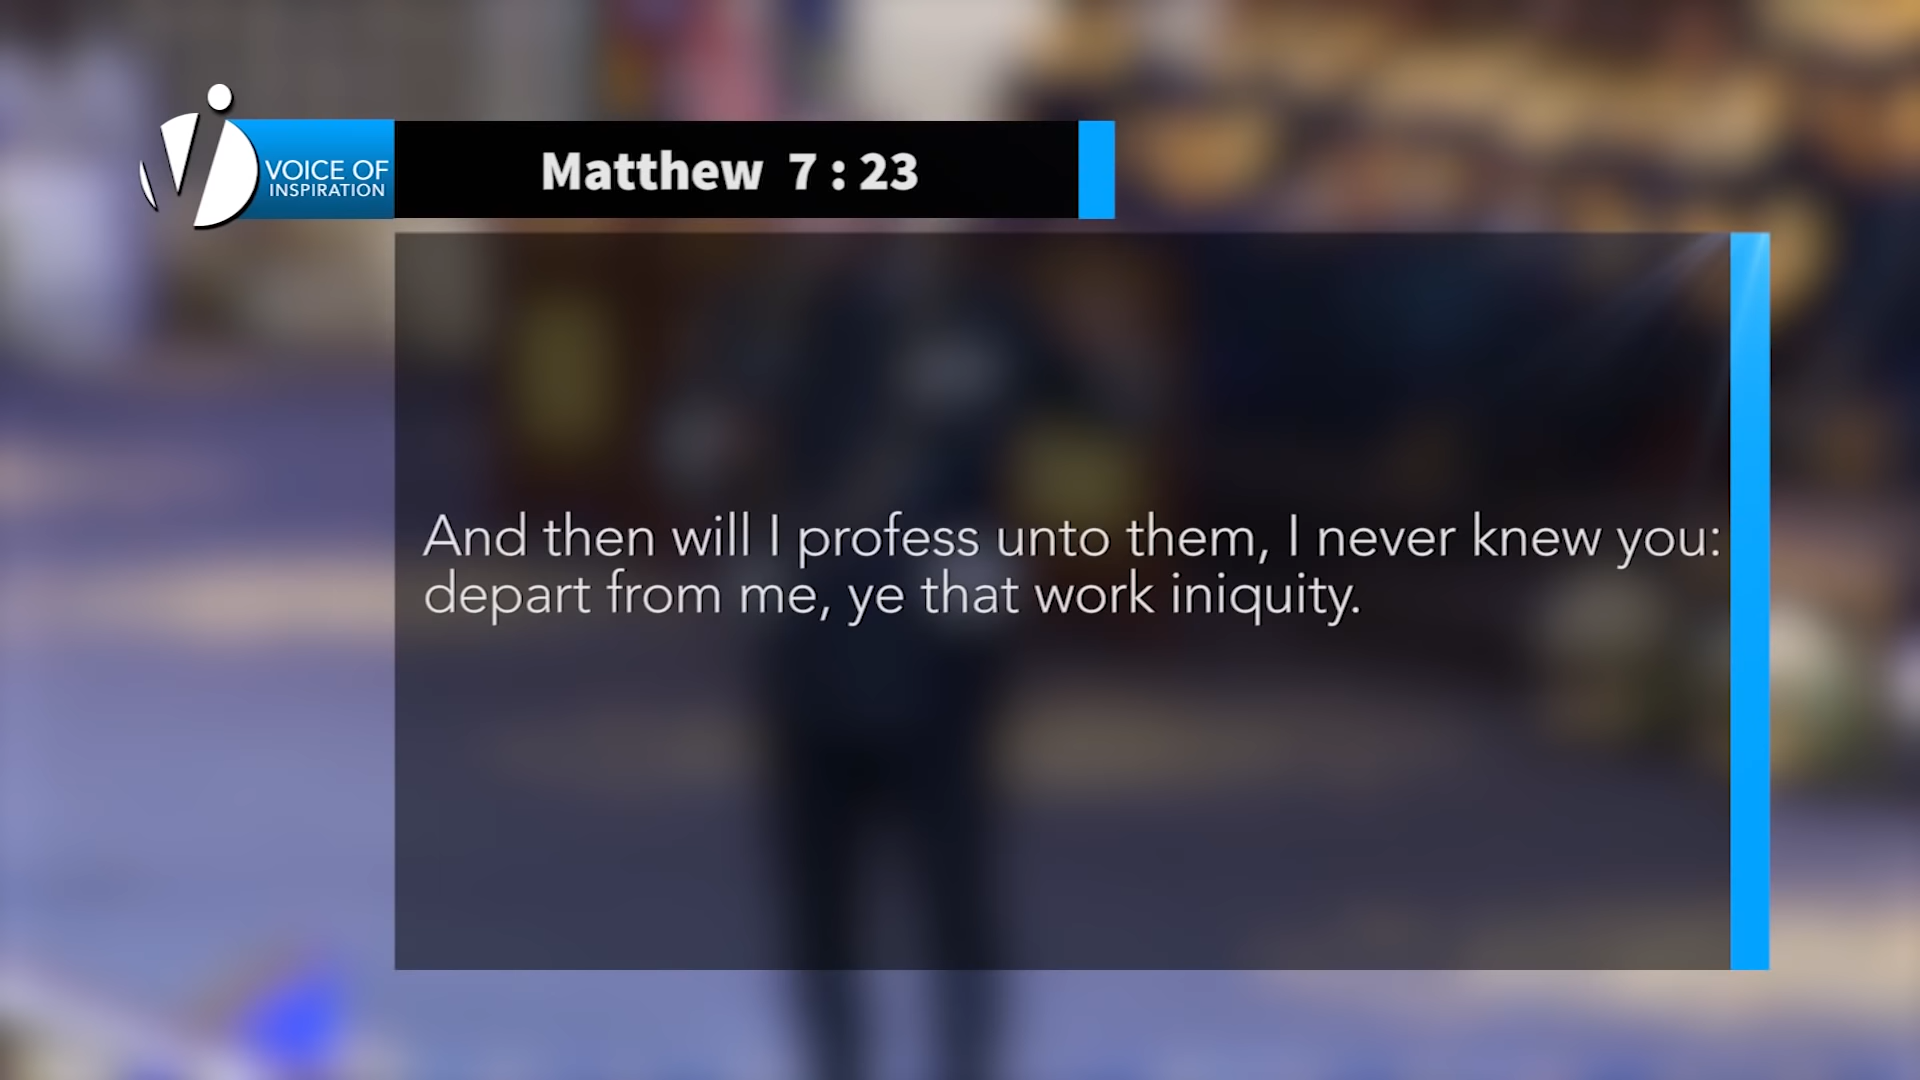 VOICE OF
INSPIRATION
Matthew 7 : 23
And then will I profess unto them, I never knew you:
depart from me, ye that work iniquity.